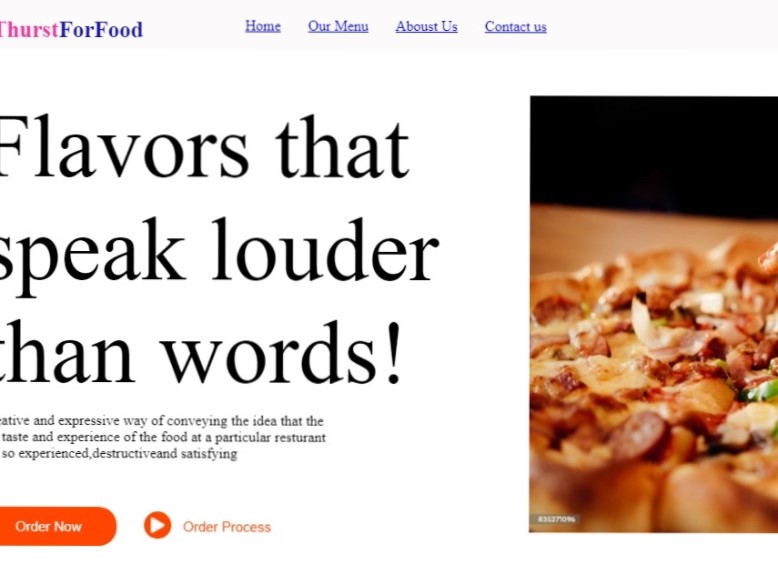 ThurstForFood
Home Our Menu Aboust Us Contact us
Flavors that
speak louder
than words!
eative and expressive way of conveying the idea that the
taste and experience of the food at a particular resturant
so experienced,destructiveand satisfying
Order Now Order Process
835271096